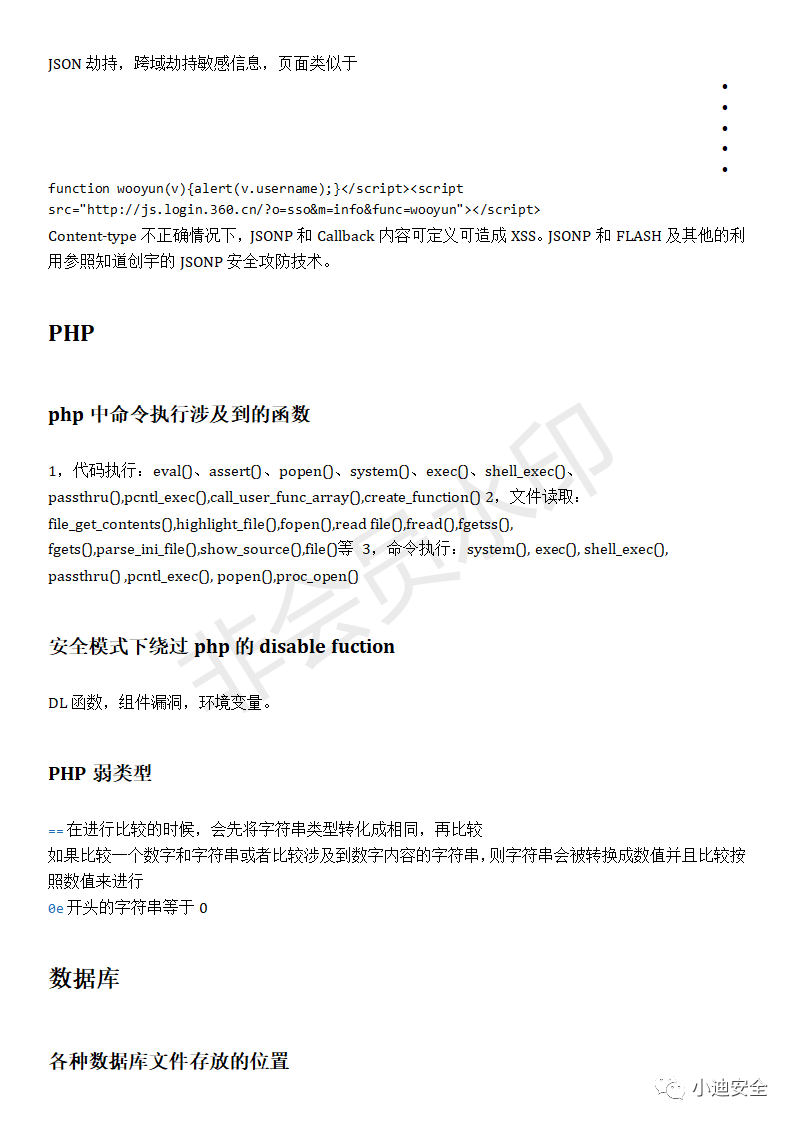 JSON 劫持，跨域劫持敏感信息，页面类似于
•
•
•
•
•
function wooyun(v){alert(v.username);}</script><script
src="http://js.login.360.cn/?o=sso&m=info&func=wooyun"></script>
Content-type 不正确情况下，JSONP 和 Callback 内容可定义可造成 XSS。JSONP 和 FLASH 及其他的利
用参照知道创宇的 JSONP 安全攻防技术。
PHP
php 中命令执行涉及到的函数
1，代码执行：eval()、assert()、popen()、system()、exec()、shell_exec()、
passthru(),pcntl_exec(),call_user_func_array(),create_function() 2，文件读取：
file_get_contents(),highlight_file(),fopen(),read file(),fread(),fgetss(),
fgets(),parse_ini_file(),show_source(),file()等 3，命令执行：system(), exec(), shell_exec(),
passthru() ,pcntl_exec(), popen(),proc_open()
安全模式下绕过 php 的 disable fuction
DL 函数，组件漏洞，环境变量。
PHP 弱类型
== 在进行比较的时候，会先将字符串类型转化成相同，再比较
如果比较一个数字和字符串或者比较涉及到数字内容的字符串，则字符串会被转换成数值并且比较按
照数值来进行
0e 开头的字符串等于 0
数据库
各种数据库文件存放的位置
非会员水印
小迪安全